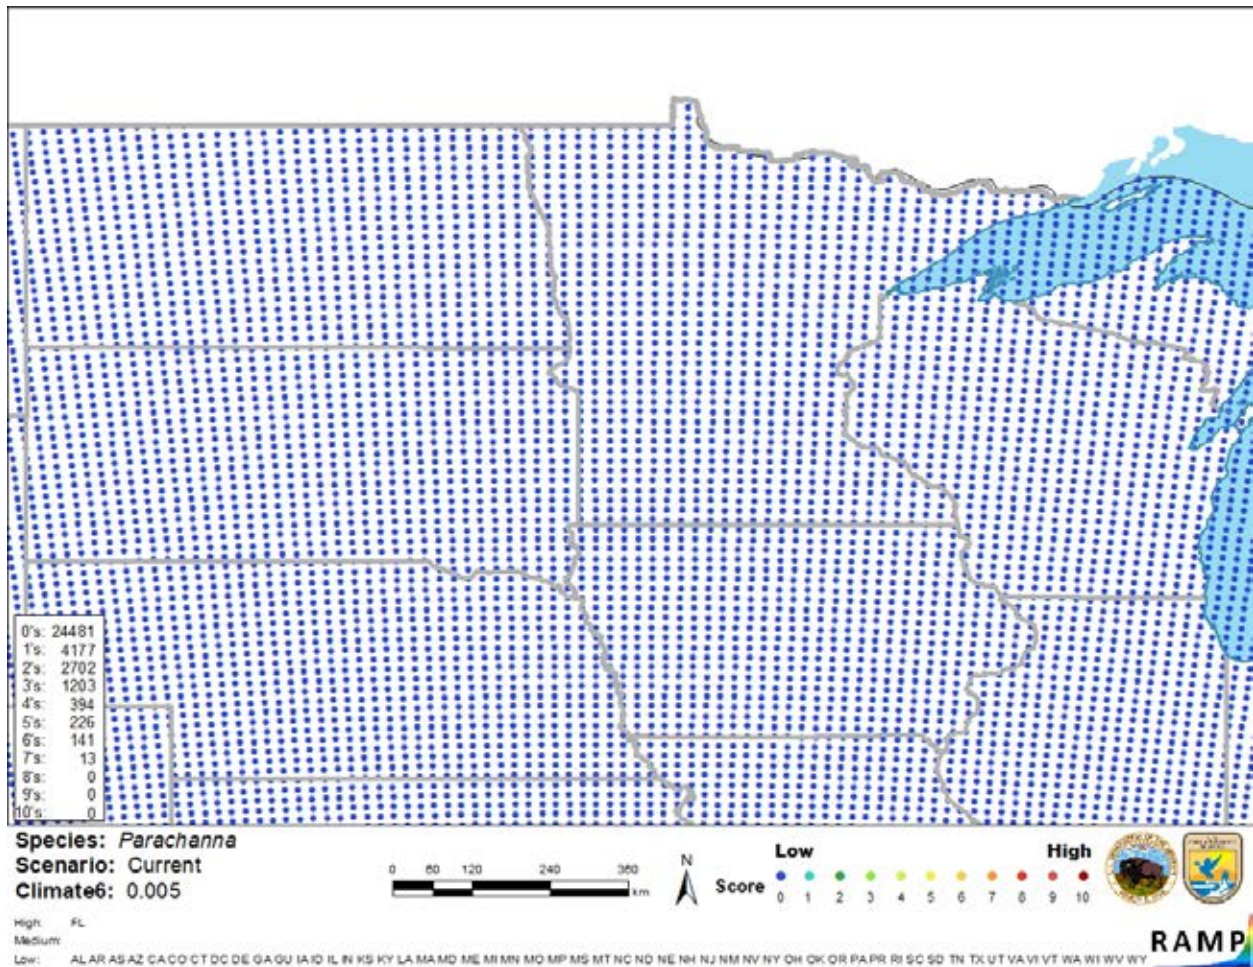 0's: 24481
1's: 4177
2's: 2702
3's: 1203
4's: 394
5's: 226
6's: 141
7's: 13
8's: 0
9's: 0
10's: 0
Species: Parachanna
Scenario: Current
Climate6: 0.005
0 60 120 240 360
km
N
Low High
Score
0 1 2 3 4 5 6 7 8 9 10
High: FL
Medium:
Low: AL AR AS AZ CA CO CT DC DE GA GU IA ID IL IN KS KY LA MA MD ME MI MN MO MP MS MT NC ND NE NH NJ NM NV NY OH OK OR PA PR RI SC SD TN TX UT VA VI VT WA WI WV WY
RAMP